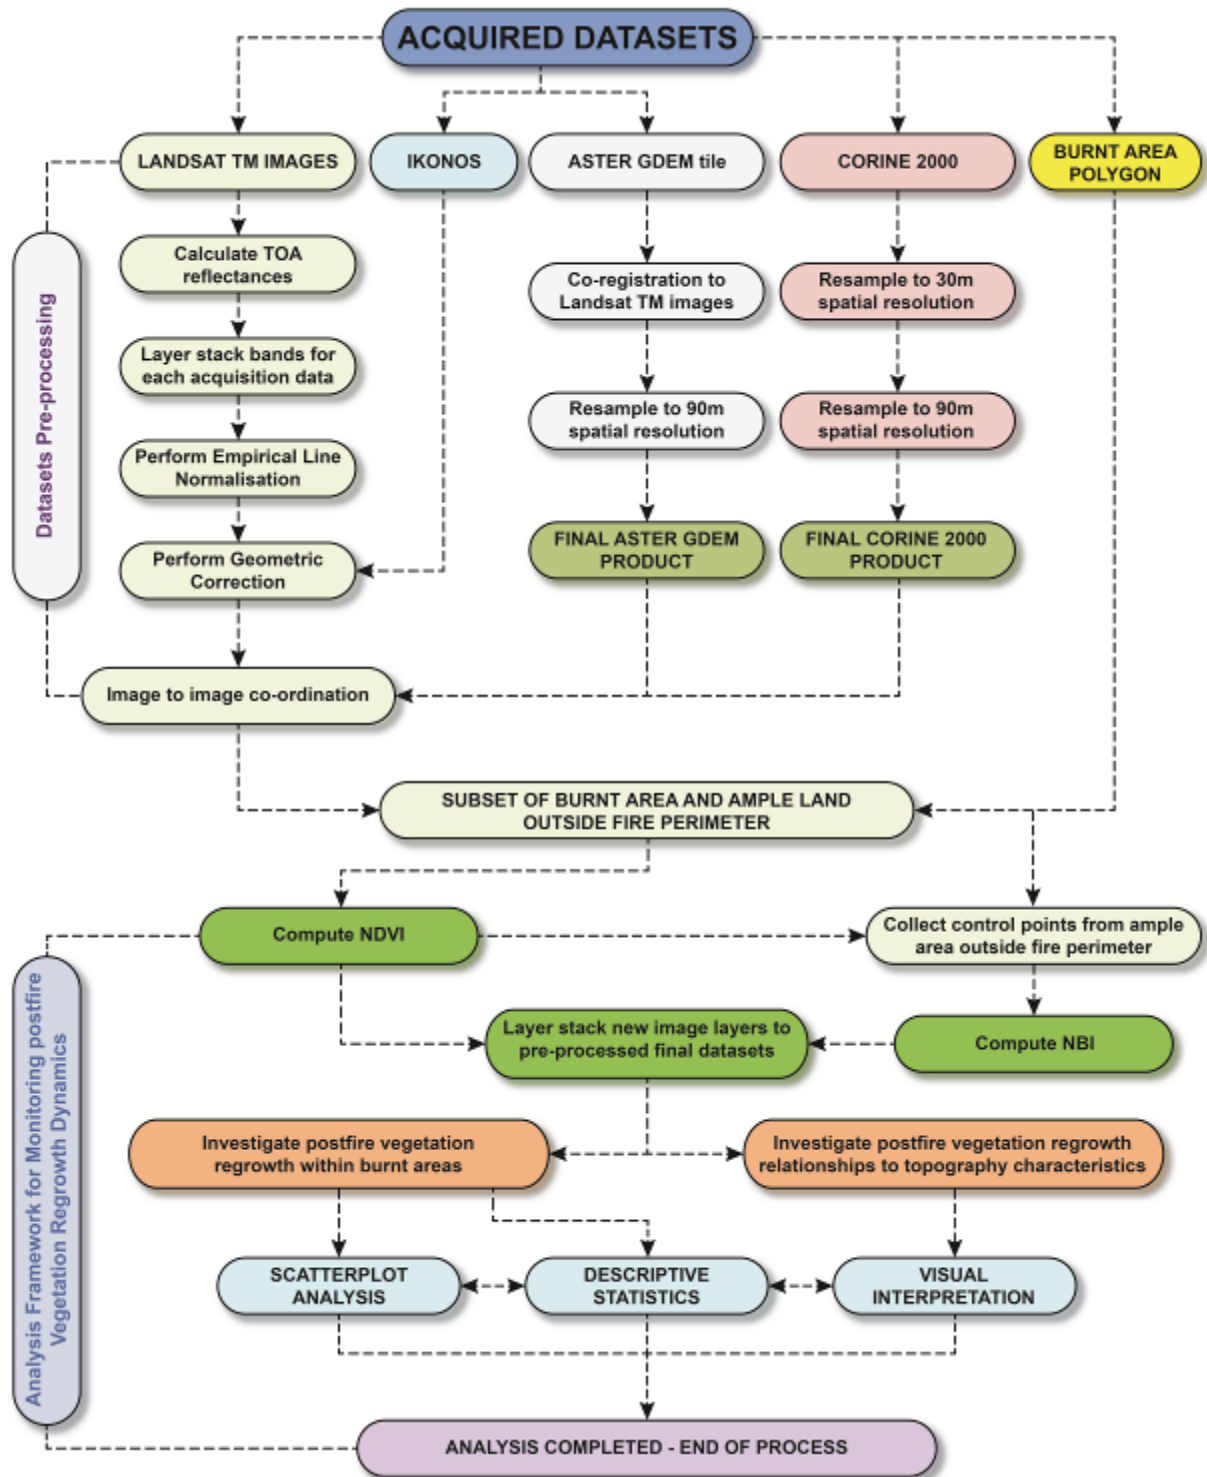 ACQUIRED DATASETS
LANDSAT TM IMAGES
IKONOS
ASTER GDEM tile
CORINE 2000
BURNT AREA
POLYGON
Datasets Pre-processing
Calculate TOA
reflectances
Co-registration to
Landsat TM images
Resample to 30m
spatial resolution
Layer stack bands for
each acquisition data
Resample to 90m
spatial resolution
Resample to 90m
spatial resolution
Perform Empirical Line
Normalisation
FINAL ASTER GDEM
PRODUCT
FINAL CORINE 2000
PRODUCT
Perform Geometric
Correction
Image to image co-ordination
SUBSET OF BURNT AREA AND AMPLE LAND
OUTSIDE FIRE PERIMETER
Compute NDVI
Collect control points from ample
area outside fire perimeter
Analysis Framework for Monitoring postfire
Vegetation Regrowth Dynamics
Layer stack new image layers to
pre-processed final datasets
Compute NBI
Investigate postfire vegetation
regrowth within burnt areas
Investigate postfire vegetation regrowth
relationships to topography characteristics
SCATTERPLOT
ANALYSIS
DESCRIPTIVE
STATISTICS
VISUAL
INTERPRETATION
ANALYSIS COMPLETED - END OF PROCESS